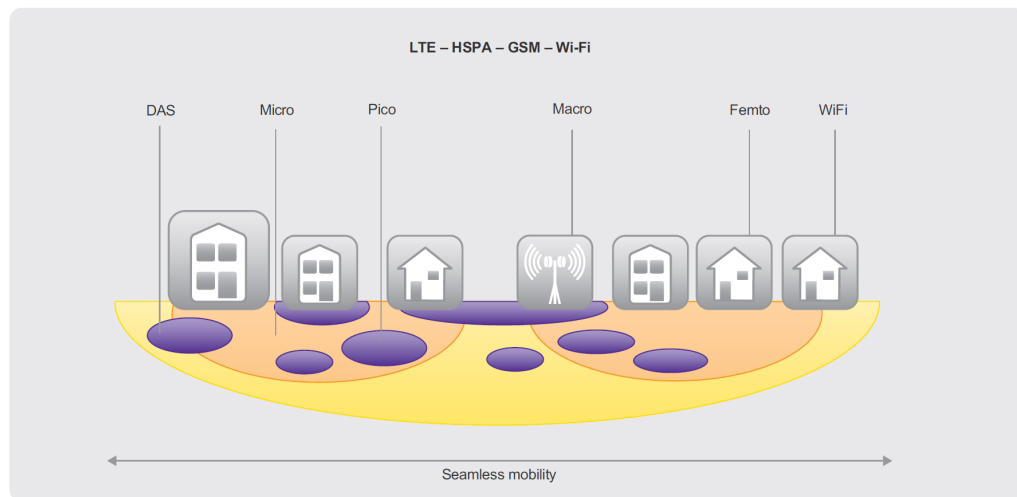 LTE – HSPA – GSM – Wi-Fi
DAS Micro Pico Macro Femto WiFi
Seamless mobility